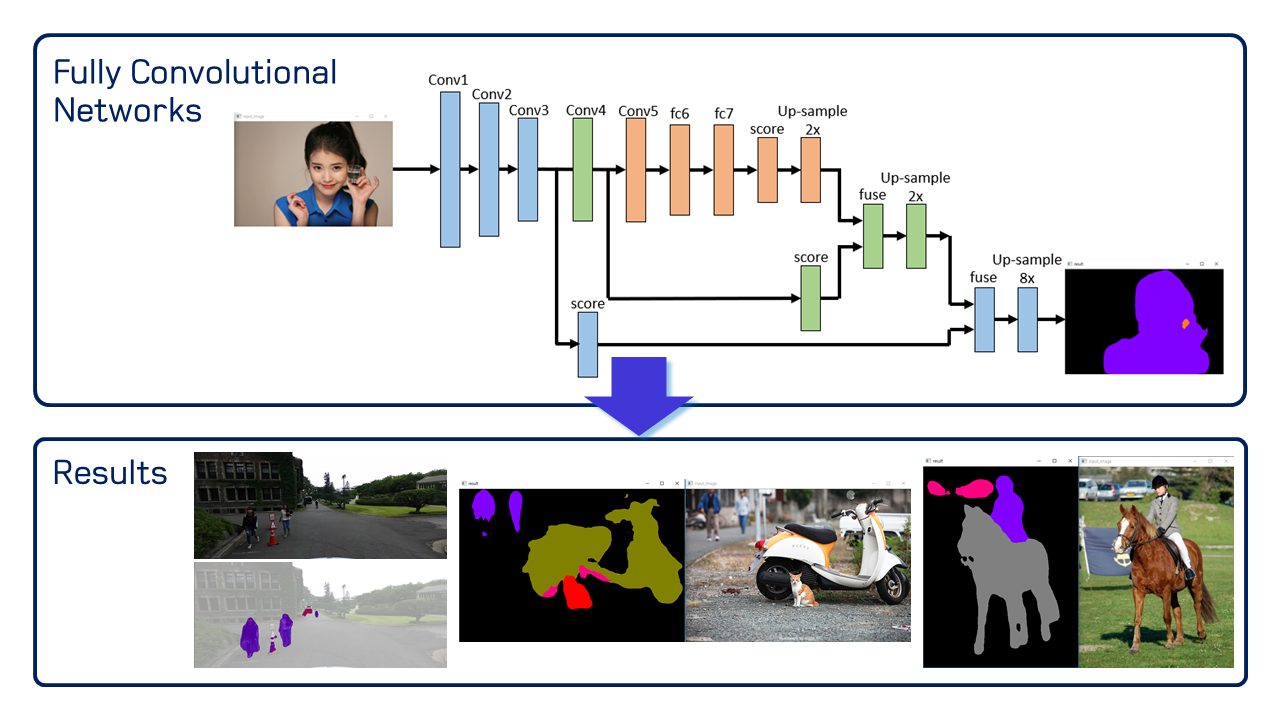 Fully Convolutional
Networks
input_image
Conv1
Conv2
Conv3
Conv4
Conv5
fc6
fc7
score
Up-sample
2x
fuse
Up-sample
2x
score
score
fuse
Up-sample
8x
result
Results
result
input_image
result
input_image